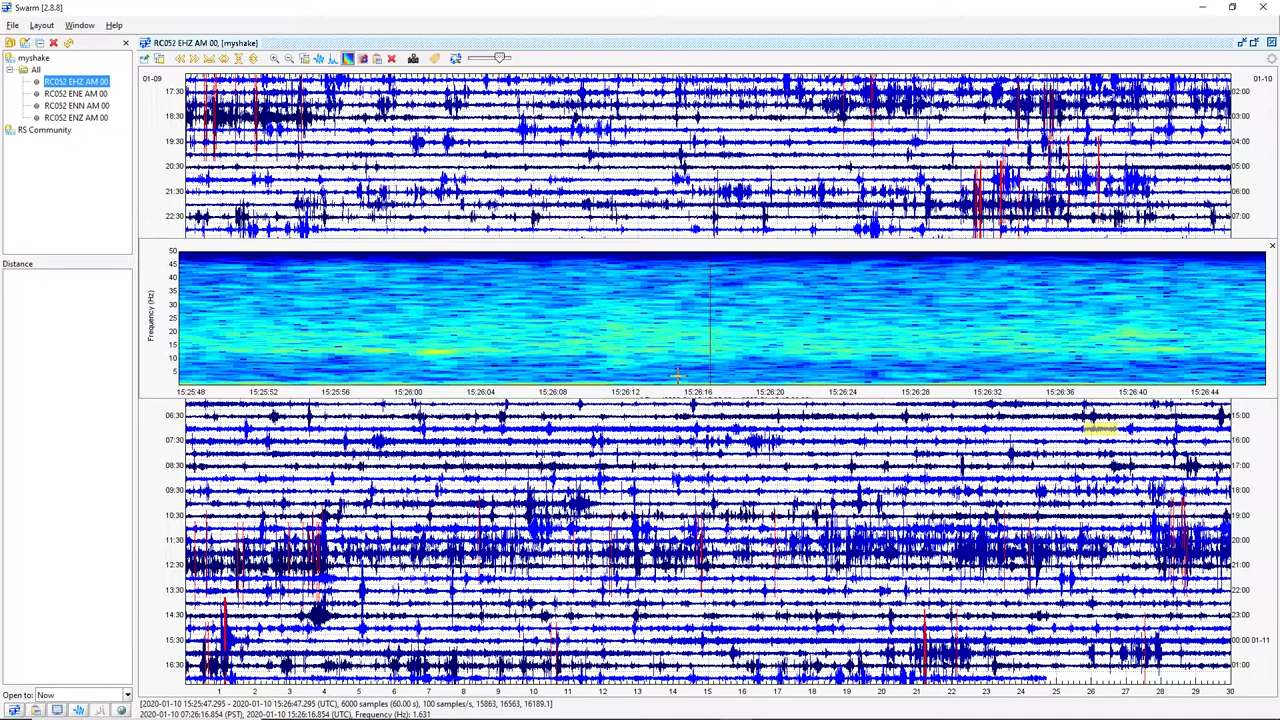 Swarm [2.8.8]
File Layout Window Help
RC052 EHZ AM 00, [myshake]
myshake
All
RC052 EHZ AM 00
RC052 ENE AM 00
RC052 ENN AM 00
RC052 ENZ AM 00
RS Community
Distance
01-09 01-10
17:30 02:00
18:30 03:00
19:30 04:00
20:30 05:00
21:30 06:00
22:30 07:00
50
45
40
35
30
25
20
15
10
5
Frequency (Hz)
15:25:48 15:25:52 15:25:56 15:26:00 15:26:04 15:26:08 15:26:12 15:26:16 15:26:20 15:26:24 15:26:28 15:26:32 15:26:36 15:26:40 15:26:44
06:30 15:00
07:30 16:00
08:30 17:00
09:30 18:00
10:30 19:00
11:30 20:00
12:30 21:00
13:30 22:00
14:30 23:00
15:30 00:00 01-11
16:30 01:00
1 2 3 4 5 6 7 8 9 10 11 12 13 14 15 16 17 18 19 20 21 22 23 24 25 26 27 28 29 30
Open to: Now
[2020-01-10 15:25:47.295 - 2020-01-10 15:26:47.295 (UTC), 6000 samples (60.00 s), 100 samples/s, 15863, 16563, 16189.1]
2020-01-10 07:26:16.854 (PST), 2020-01-10 15:26:16.854 (UTC), Frequency (Hz): 1.631